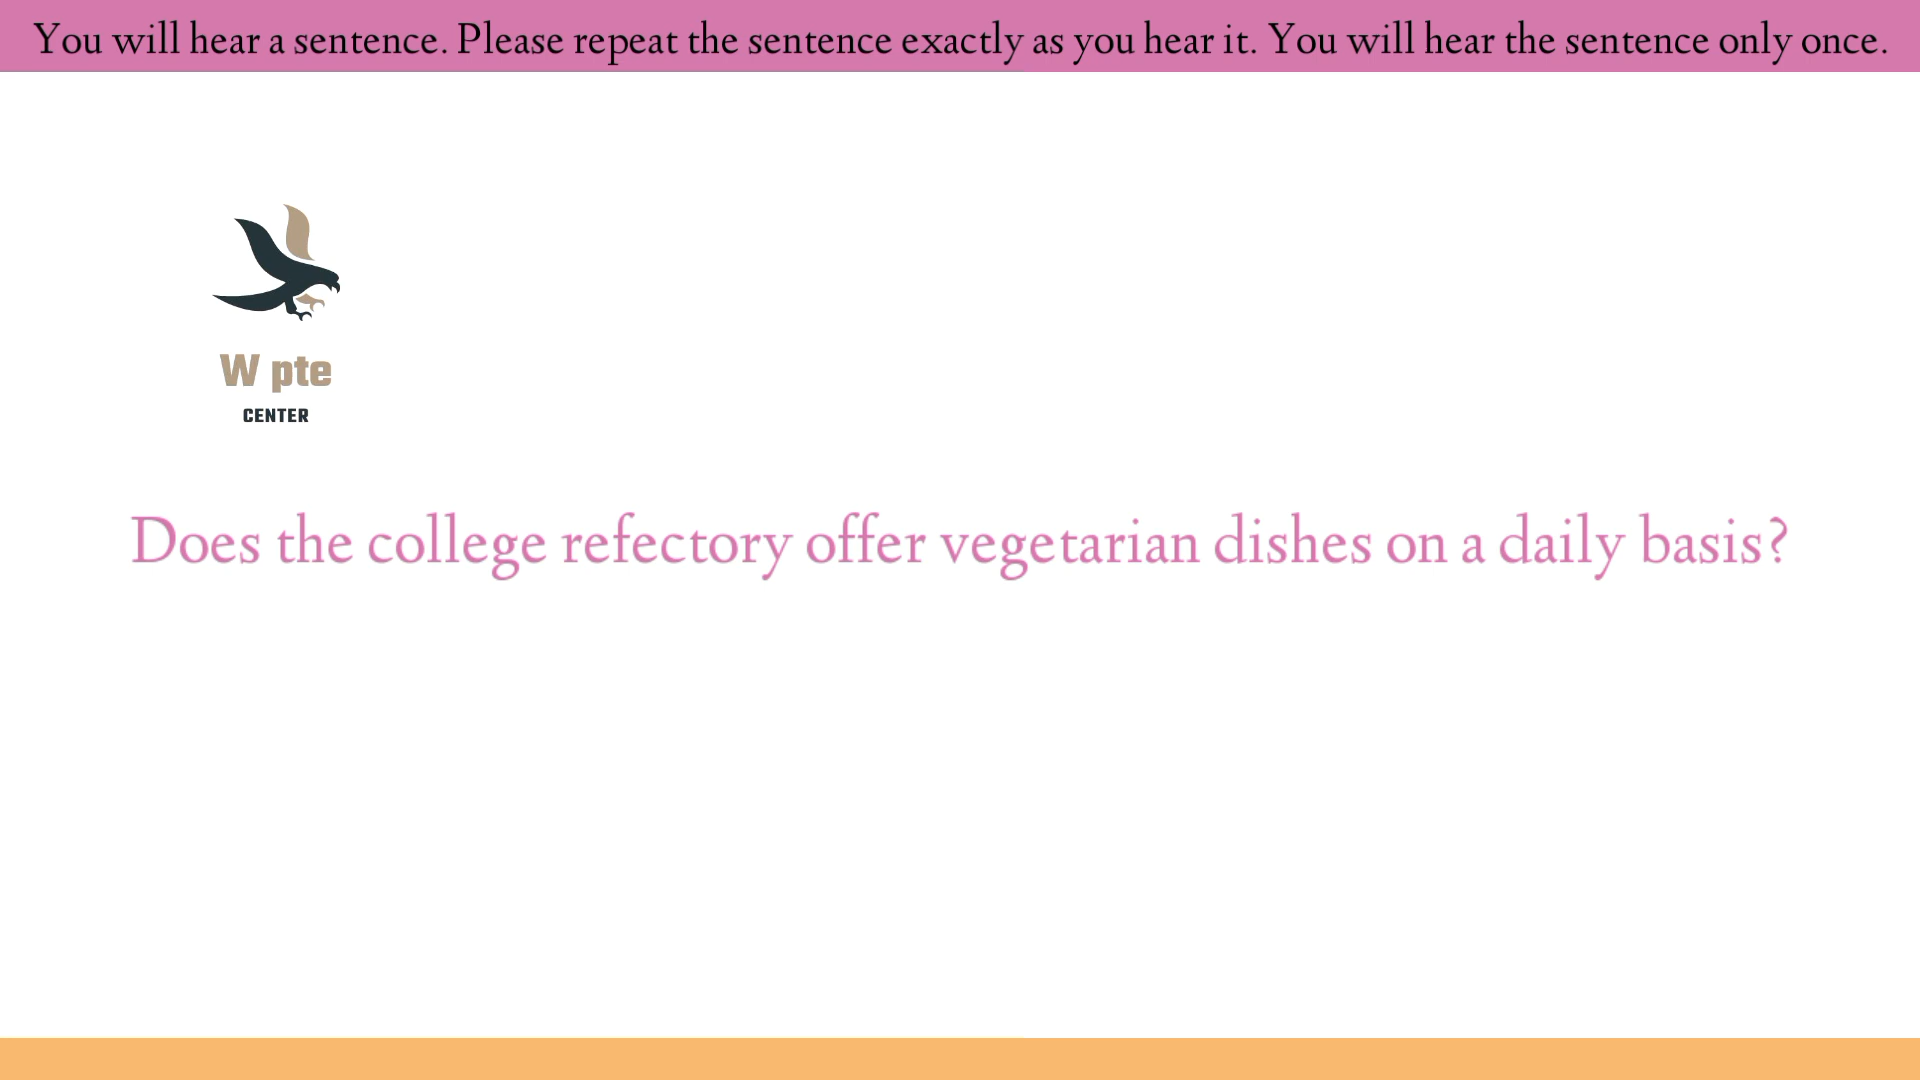 You will hear a sentence. Please repeat the sentence exactly as you hear it. You will hear the sentence only once.
W pte
CENTER
Does the college refectory offer vegetarian dishes on a daily basis?